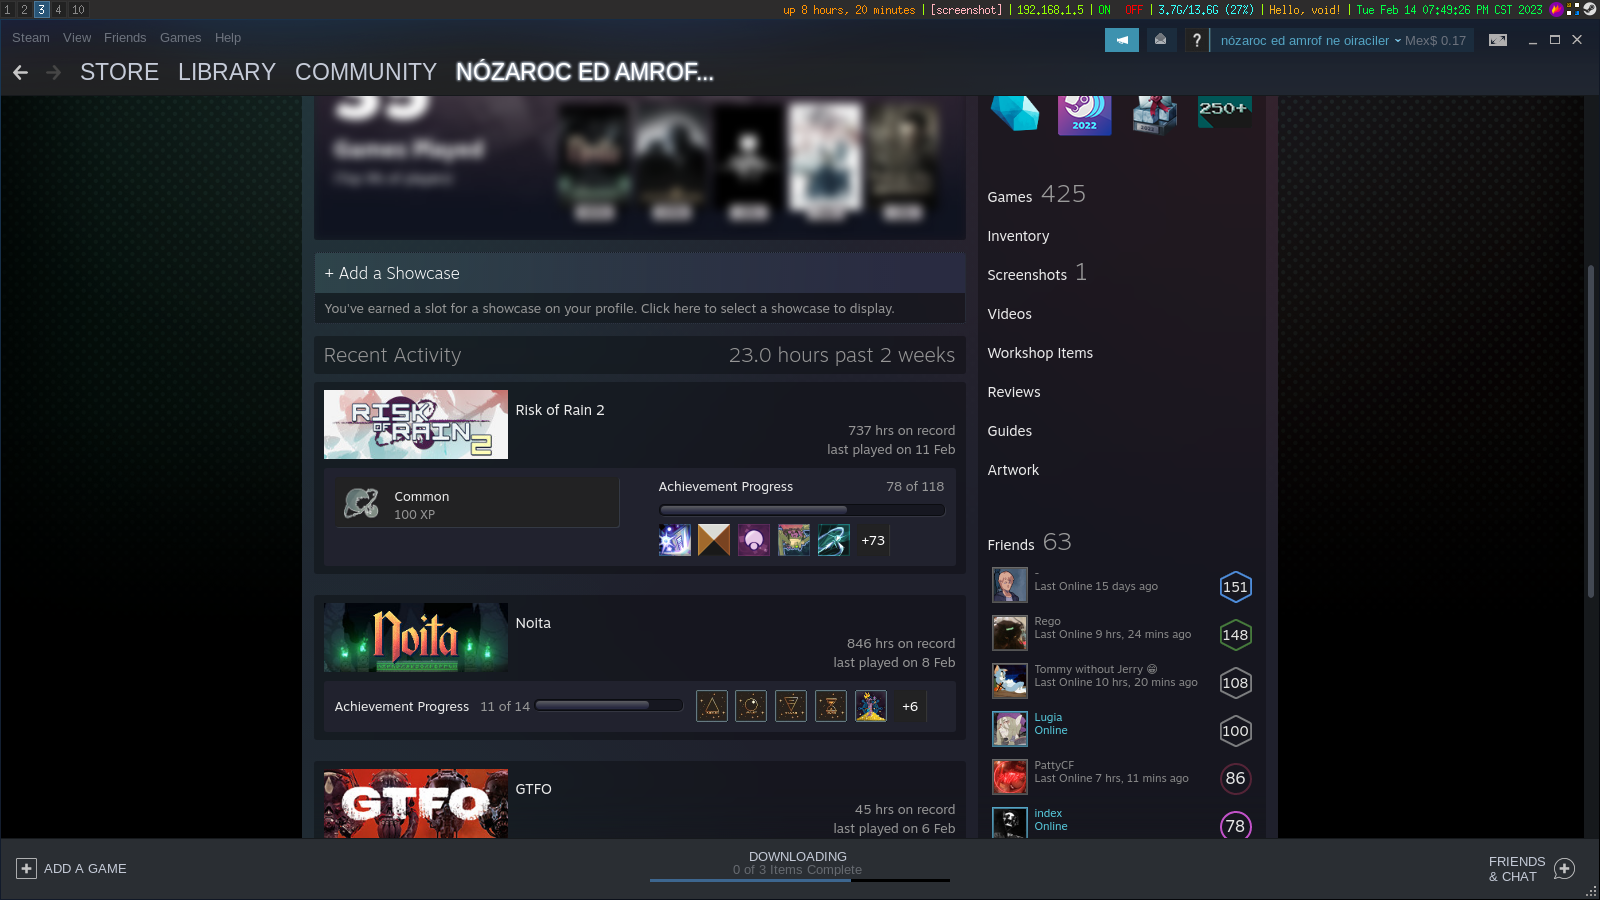 1 2 3 4 10
up 8 hours, 20 minutes | [screenshot] | 192.168.1.5 | ON OFF | 3.7G/13.6G (27%) | Hello, void! | Tue Feb 14 07:49:26 PM CST 2023
Steam View Friends Games Help
? nózaroc ed amrof ne oiraciler Mex$ 0.17
STORE LIBRARY COMMUNITY NÓZAROC ED AMROF...
Games Played
2022
250+
+ Add a Showcase
You've earned a slot for a showcase on your profile. Click here to select a showcase to display.
Recent Activity 23.0 hours past 2 weeks
RISK OF RAIN 2
Risk of Rain 2
737 hrs on record
last played on 11 Feb
Common
100 XP
Achievement Progress 78 of 118
+73
Noita
Noita
846 hrs on record
last played on 8 Feb
Achievement Progress 11 of 14
+6
GTFO
GTFO
45 hrs on record
last played on 6 Feb
Games 425
Inventory
Screenshots 1
Videos
Workshop Items
Reviews
Guides
Artwork
Friends 63
-
Last Online 15 days ago
151
Rego
Last Online 9 hrs, 24 mins ago
148
Tommy without Jerry 😁
Last Online 10 hrs, 20 mins ago
108
Lugia
Online
100
PattyCF
Last Online 7 hrs, 11 mins ago
86
index
Online
78
ADD A GAME
DOWNLOADING
0 of 3 Items Complete
FRIENDS
& CHAT